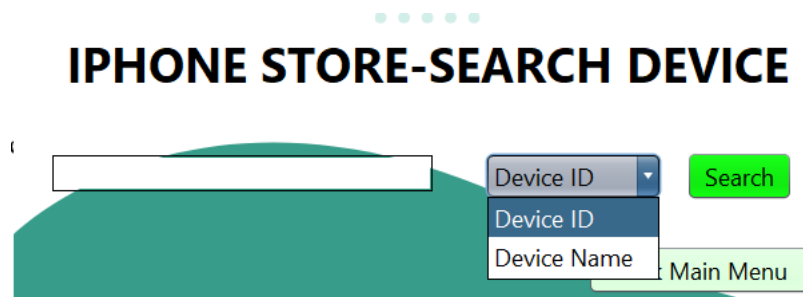 IPHONE STORE-SEARCH DEVICE
Device ID
Search
Device ID
Device Name
Main Menu